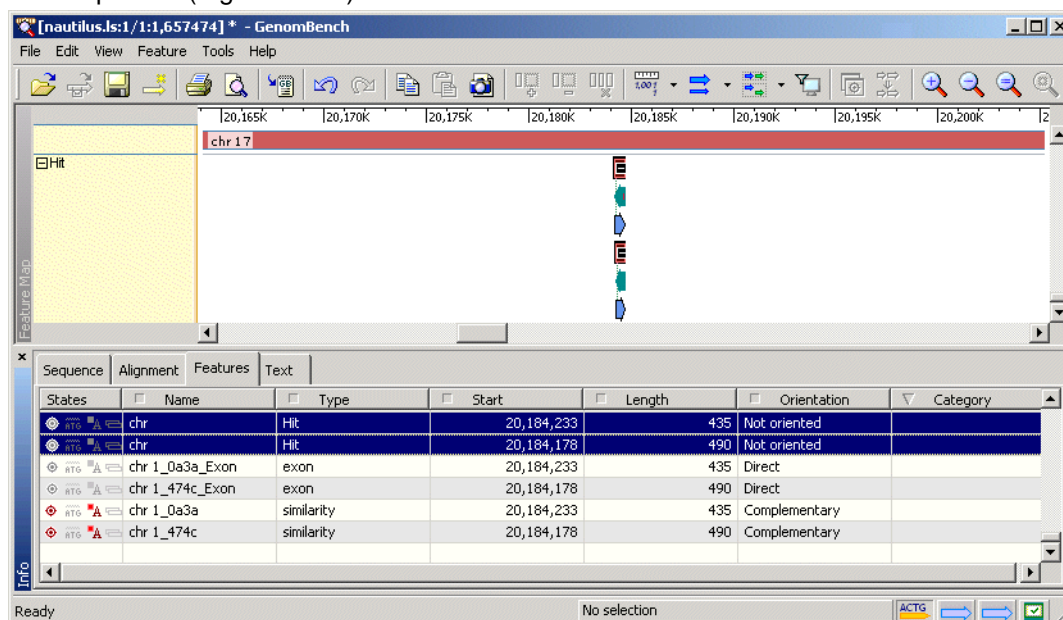 [nautilus.ls:1/1:1,657474] * - GenomBench
File Edit View Feature Tools Help
20,165K 20,170K 20,175K 20,180K 20,185K 20,190K 20,195K 20,200K 2
chr 17
Hit
Feature Map
Sequence Alignment Features Text
States Name Type Start Length Orientation Category
chr Hit 20,184,233 435 Not oriented
chr Hit 20,184,178 490 Not oriented
chr 1_0a3a_Exon exon 20,184,233 435 Direct
chr 1_474c_Exon exon 20,184,178 490 Direct
chr 1_0a3a similarity 20,184,233 435 Complementary
chr 1_474c similarity 20,184,178 490 Complementary
Info
Ready No selection ACTG